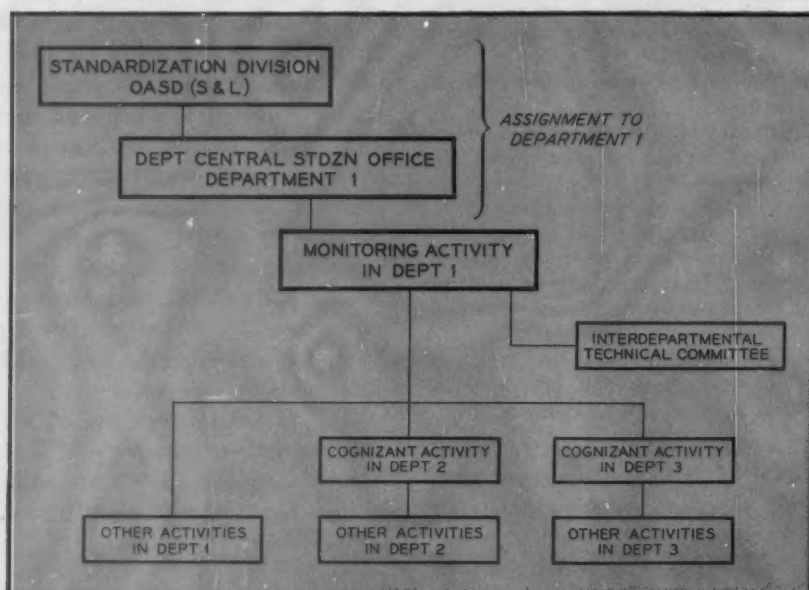 STANDARDIZATION DIVISION
OASD (S & L)
ASSIGNMENT TO
DEPARTMENT 1
DEPT CENTRAL STDZN OFFICE
DEPARTMENT 1
MONITORING ACTIVITY
IN DEPT 1
INTERDEPARTMENTAL
TECHNICAL COMMITTEE
COGNIZANT ACTIVITY
IN DEPT 2
COGNIZANT ACTIVITY
IN DEPT 3
OTHER ACTIVITIES
IN DEPT 1
OTHER ACTIVITIES
IN DEPT 2
OTHER ACTIVITIES
IN DEPT 3